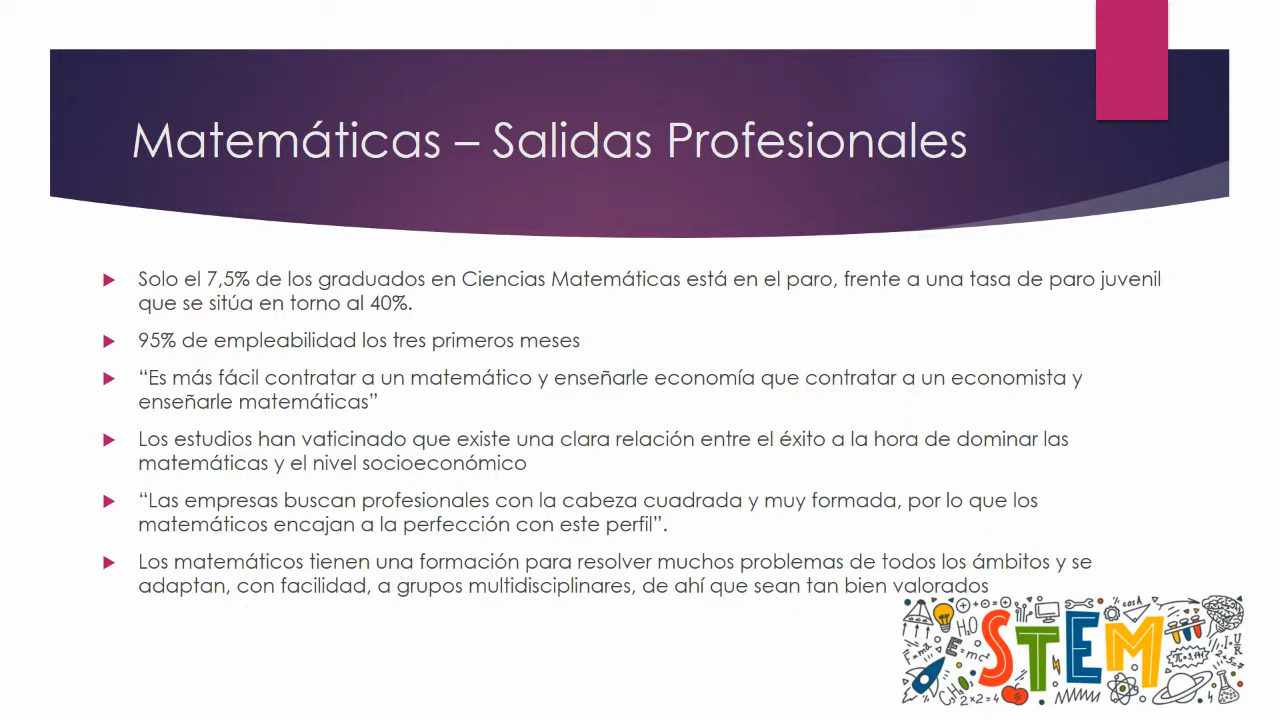 Matemáticas – Salidas Profesionales
Solo el 7,5% de los graduados en Ciencias Matemáticas está en el paro, frente a una tasa de paro juvenil
que se sitúa en torno al 40%.
95% de empleabilidad los tres primeros meses
“Es más fácil contratar a un matemático y enseñarle economía que contratar a un economista y
enseñarle matemáticas”
Los estudios han vaticinado que existe una clara relación entre el éxito a la hora de dominar las
matemáticas y el nivel socioeconómico
“Las empresas buscan profesionales con la cabeza cuadrada y muy formada, por lo que los
matemáticos encajan a la perfección con este perfil”.
Los matemáticos tienen una formación para resolver muchos problemas de todos los ámbitos y se
adaptan, con facilidad, a grupos multidisciplinares, de ahí que sean tan bien valorados
H₂O
STEM
E=mc²
2×2=4